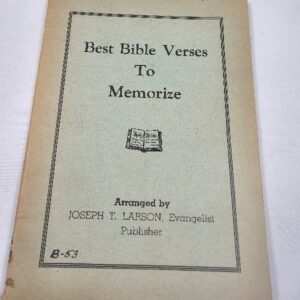 Best Bible Verses
To
Memorize
Arranged by
JOSEPH T. LARSON, Evangelist
Publisher
B-53